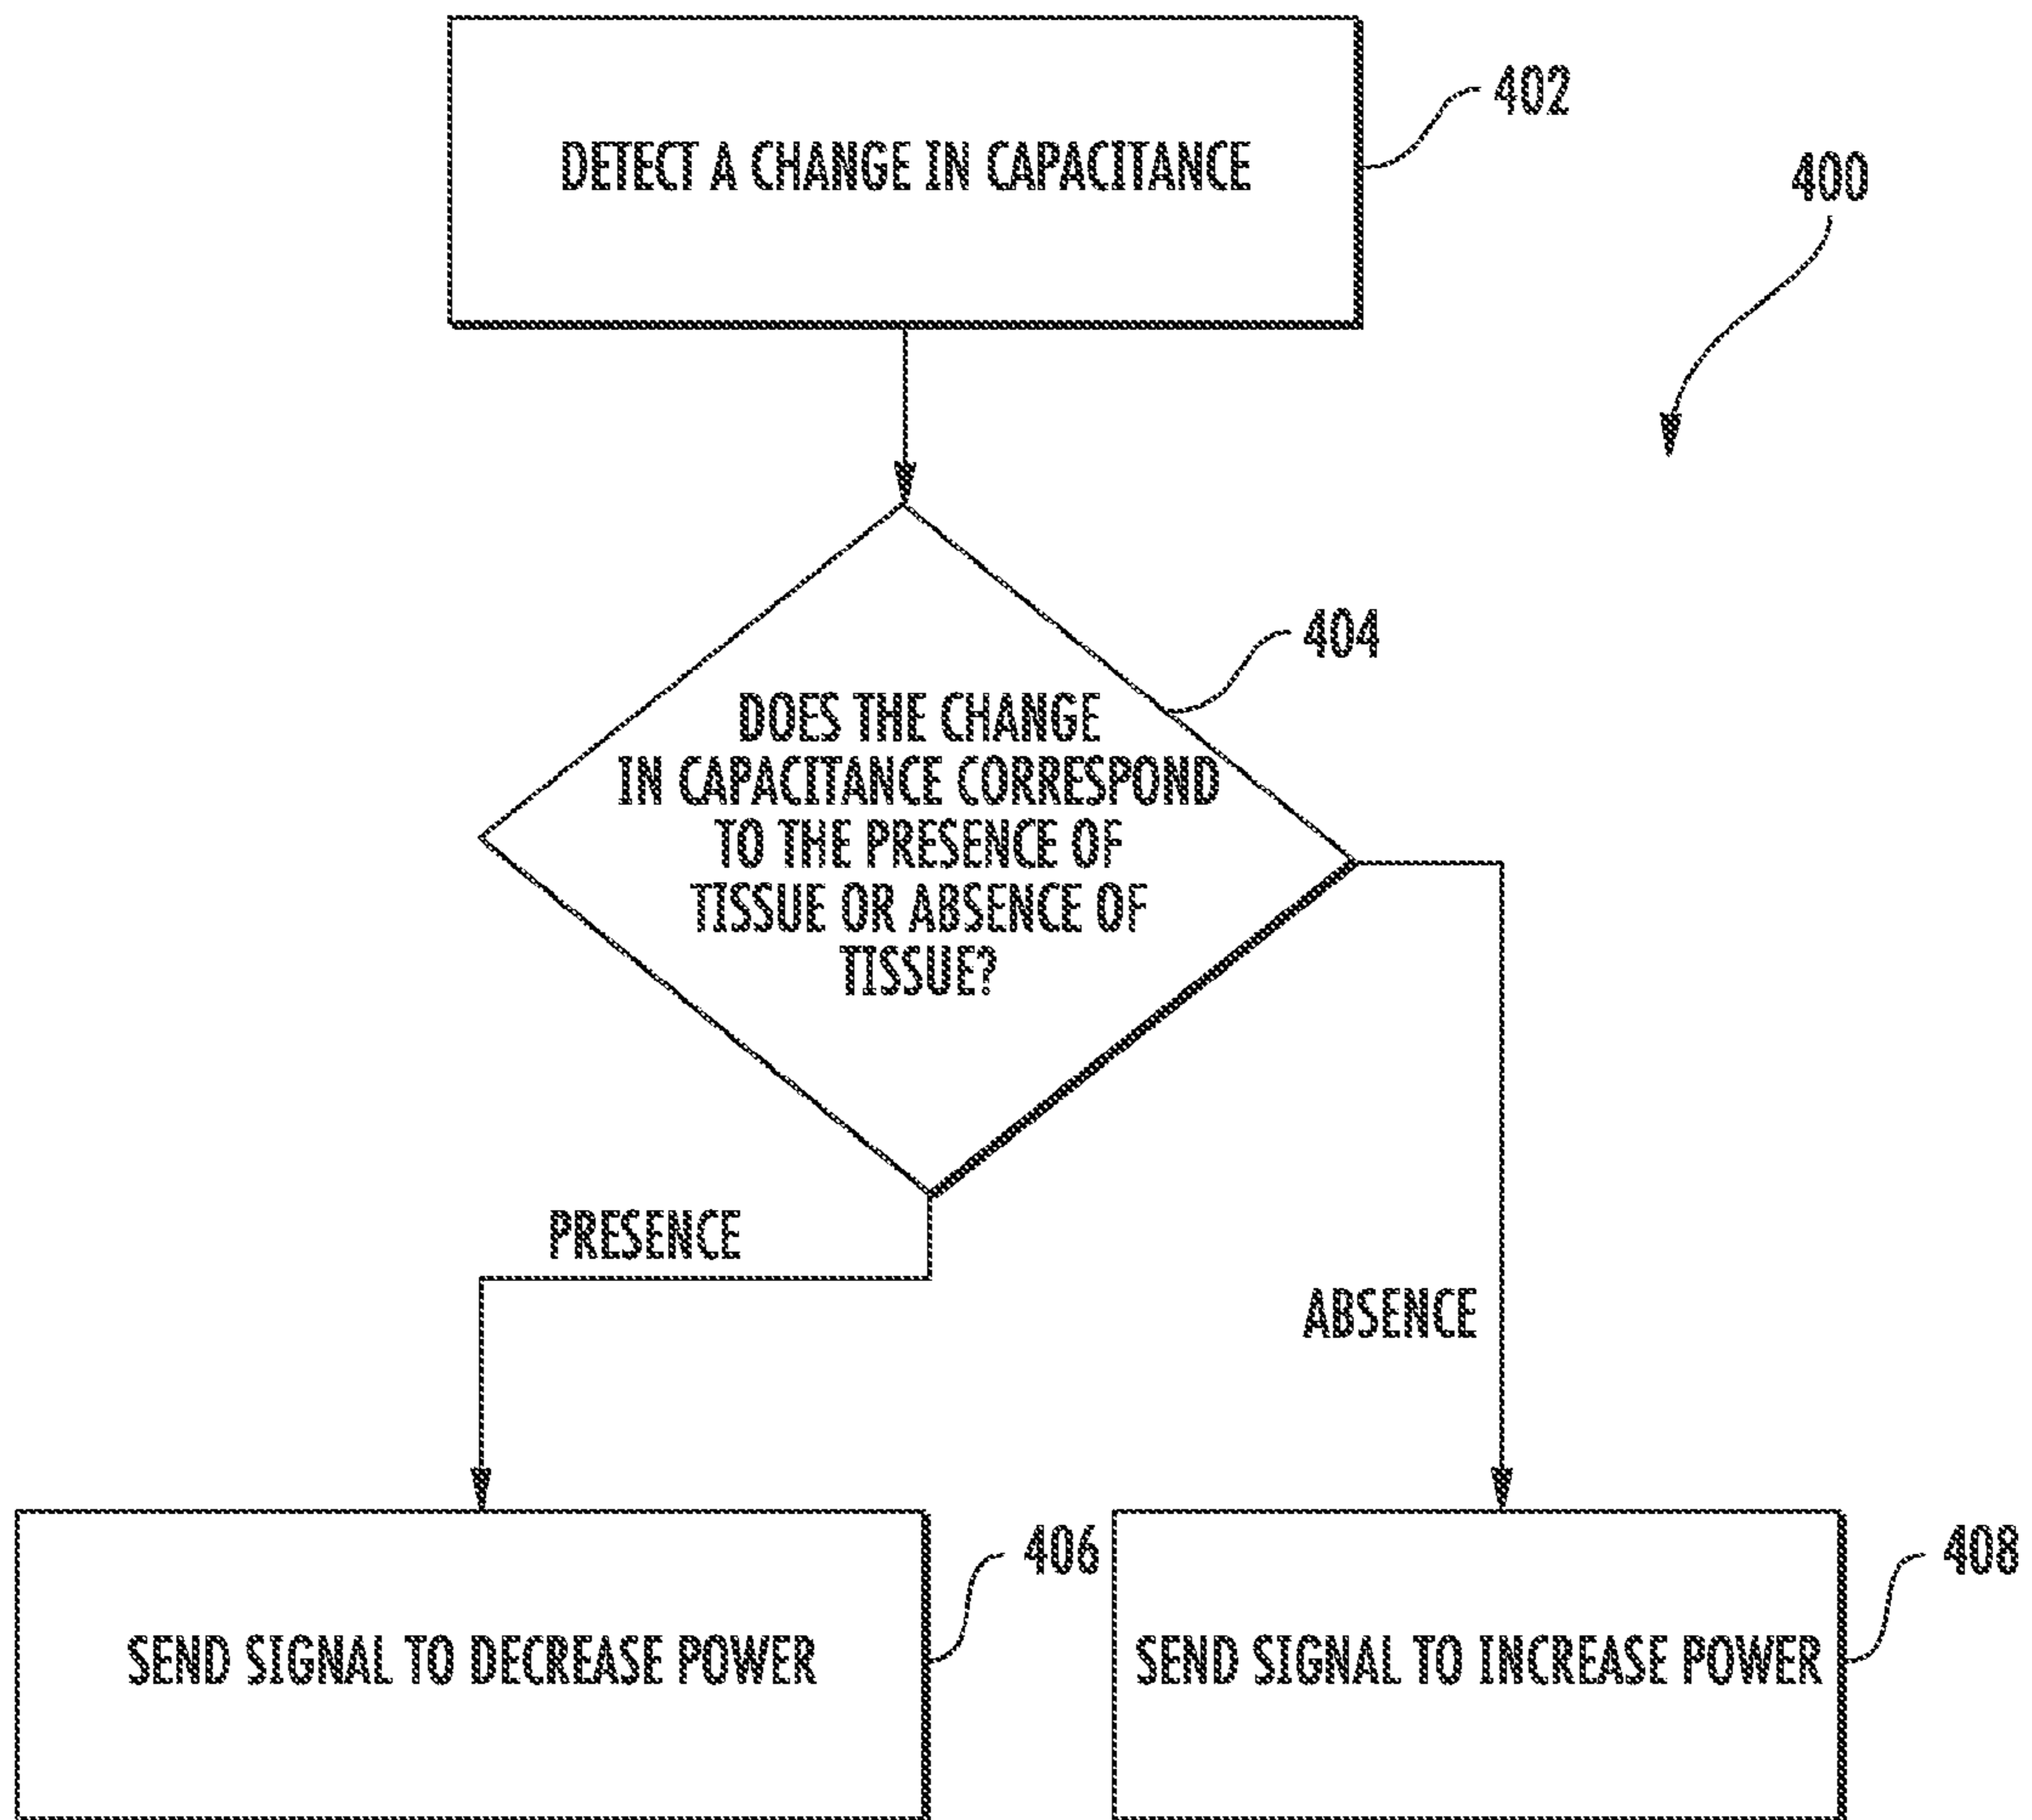 DETECT A CHANGE IN CAPACITANCE
402
400
404
DOES THE CHANGE
IN CAPACITANCE CORRESPOND
TO THE PRESENCE OF
TISSUE OR ABSENCE OF
TISSUE?
PRESENCE
ABSENCE
SEND SIGNAL TO DECREASE POWER
406
SEND SIGNAL TO INCREASE POWER
408